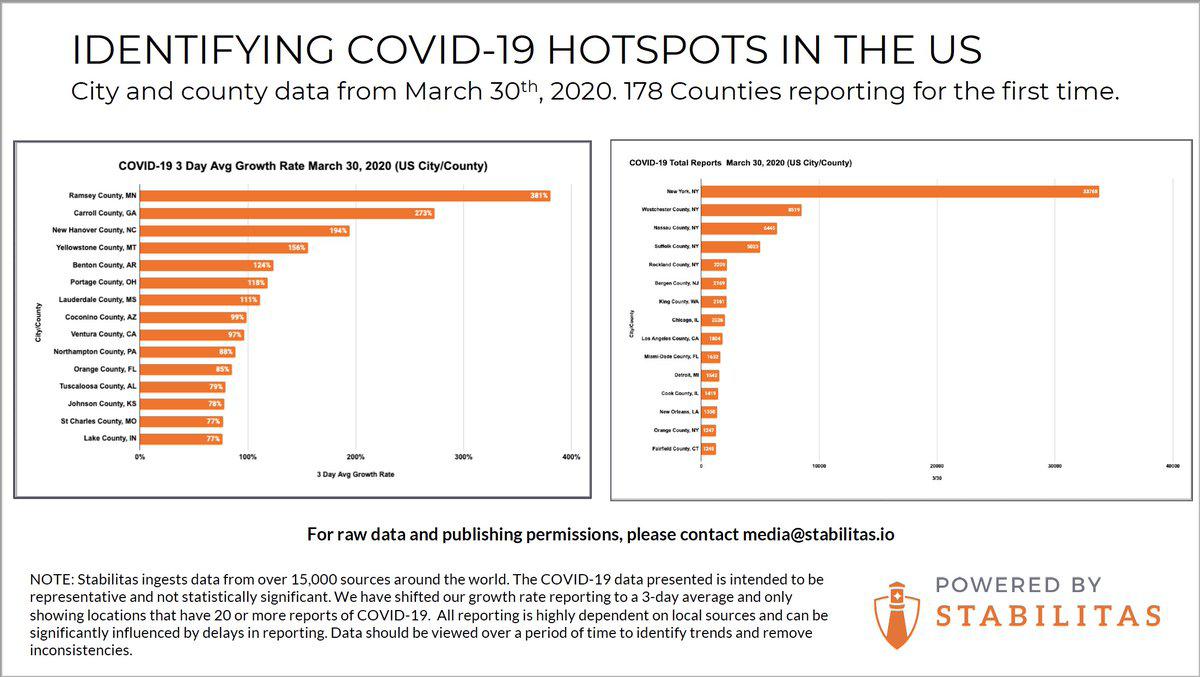 IDENTIFYING COVID-19 HOTSPOTS IN THE US
City and county data from March 30th, 2020. 178 Counties reporting for the first time.
COVID-19 3 Day Avg Growth Rate March 30, 2020 (US City/County)
City/County
Ramsey County, MN 381%
Carroll County, GA 273%
New Hanover County, NC 194%
Yellowstone County, MT 156%
Benton County, AR 124%
Portage County, OH 118%
Lauderdale County, MS 111%
Coconino County, AZ 99%
Ventura County, CA 97%
Northampton County, PA 88%
Orange County, FL 85%
Tuscaloosa County, AL 79%
Johnson County, KS 78%
St Charles County, MO 77%
Lake County, IN 77%
0% 100% 200% 300% 400%
3 Day Avg Growth Rate
COVID-19 Total Reports March 30, 2020 (US City/County)
City/County
New York, NY
Westchester County, NY 8519
Nassau County, NY
Suffolk County, NY 5023
Rockland County, NY
Bergen County, NJ 2169
King County, WA 2161
Chicago, IL
Los Angeles County, CA 1804
Miami-Dade County, FL 1632
Detroit, MI 1542
Cook County, IL 1419
New Orleans, LA
Orange County, NY 1247
Fairfield County, CT
0 10000 20000 30000 40000
3/30
For raw data and publishing permissions, please contact media@stabilitas.io
NOTE: Stabilitas ingests data from over 15,000 sources around the world. The COVID-19 data presented is intended to be
representative and not statistically significant. We have shifted our growth rate reporting to a 3-day average and only
showing locations that have 20 or more reports of COVID-19. All reporting is highly dependent on local sources and can be
significantly influenced by delays in reporting. Data should be viewed over a period of time to identify trends and remove
inconsistencies.
POWERED BY
STABILITAS